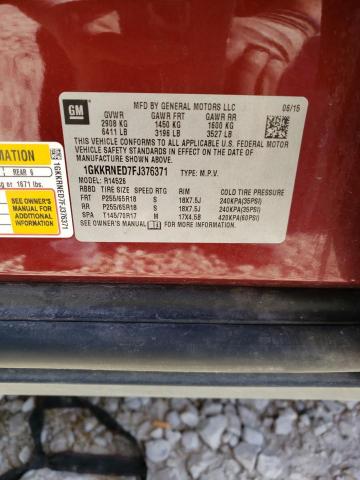 GM
MFD BY GENERAL MOTORS LLC 06/15
GVWR GAWR FRT GAWR RR
2908 KG 1450 KG 1600 KG
6411 LB 3196 LB 3527 LB
THIS VEHICLE CONFORMS TO ALL APPLICABLE U.S. FEDERAL MOTOR
VEHICLE SAFETY STANDARDS IN EFFECT ON THE DATE OF
MANUFACTURE SHOWN ABOVE.
1GKKRNED7FJ376371 TYPE: M.P.V.
MODEL: R14526
RBBD TIRE SIZE SPEED RIM COLD TIRE PRESSURE
FRT P255/65R18 S 18X7.5J 240KPA(35PSI)
RR P255/65R18 S 18X7.5J 240KPA(35PSI)
SPA T145/70R17 M 17X4.5B 420KPA(60PSI)
SEE OWNER'S MANUAL FOR MORE INFORMATION.
MATION
REAR
kg or 1671 lbs.
SEE OWNER'S
MANUAL FOR
ADDITIONAL
INFORMATION
1GKKRNED7FJ376371